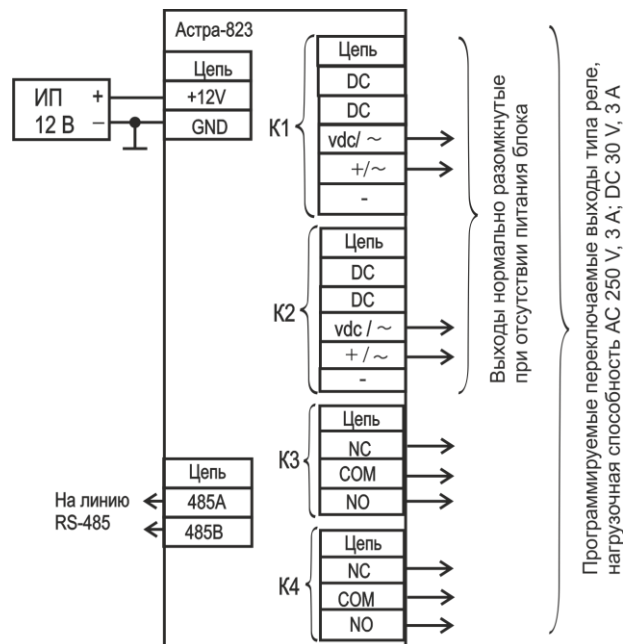 Астра-823
Цепь
+12V
GND
ИП +
12 В –
К1
Цепь
DC
DC
vdc/ ~
+/~
-
К2
Цепь
DC
DC
vdc / ~
+ / ~
-
К3
Цепь
NC
COM
NO
К4
Цепь
NC
COM
NO
Цепь
485A
485B
На линию
RS-485
Выходы нормально разомкнутые
при отсутствии питания блока
Программируемые переключаемые выходы типа реле,
нагрузочная способность AC 250 V, 3 А; DC 30 V, 3 А